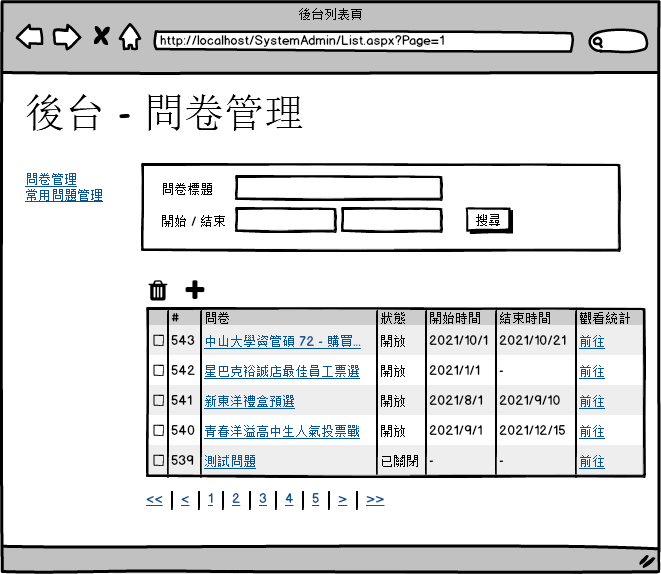 後台列表頁
http://localhost/SystemAdmin/List.aspx?Page=1
後台 - 問卷管理
問卷管理
常用問題管理
問卷標題
開始 / 結束 搜尋
# 問卷 狀態 開始時間 結束時間 觀看統計
543 中山大學資管碩 72 - 購買... 開放 2021/10/1 2021/10/21 前往
542 星巴克裕誠店最佳員工票選 開放 2021/1/1 - 前往
541 新東洋禮盒預選 開放 2021/8/1 2021/9/10 前往
540 青春洋溢高中生人氣投票戰 開放 2021/9/1 2021/12/15 前往
539 測試問題 已關閉 - - 前往
<< | < | 1 | 2 | 3 | 4 | 5 | > | >>